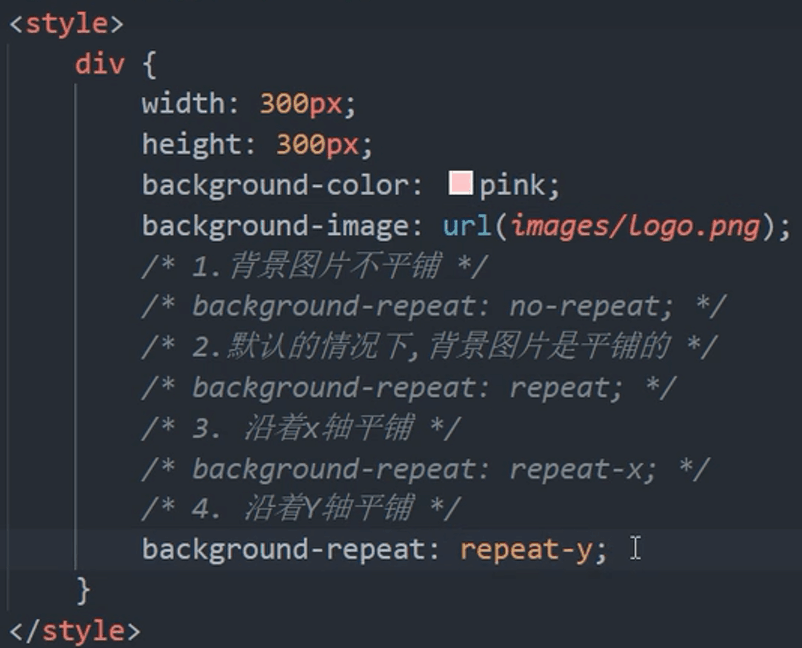 <style>
div {
width: 300px;
height: 300px;
background-color: pink;
background-image: url(images/logo.png);
/* 1.背景图片不平铺 */
/* background-repeat: no-repeat; */
/* 2.默认的情况下,背景图片是平铺的 */
/* background-repeat: repeat; */
/* 3. 沿着x轴平铺 */
/* background-repeat: repeat-x; */
/* 4. 沿着Y轴平铺 */
background-repeat: repeat-y;
}
</style>